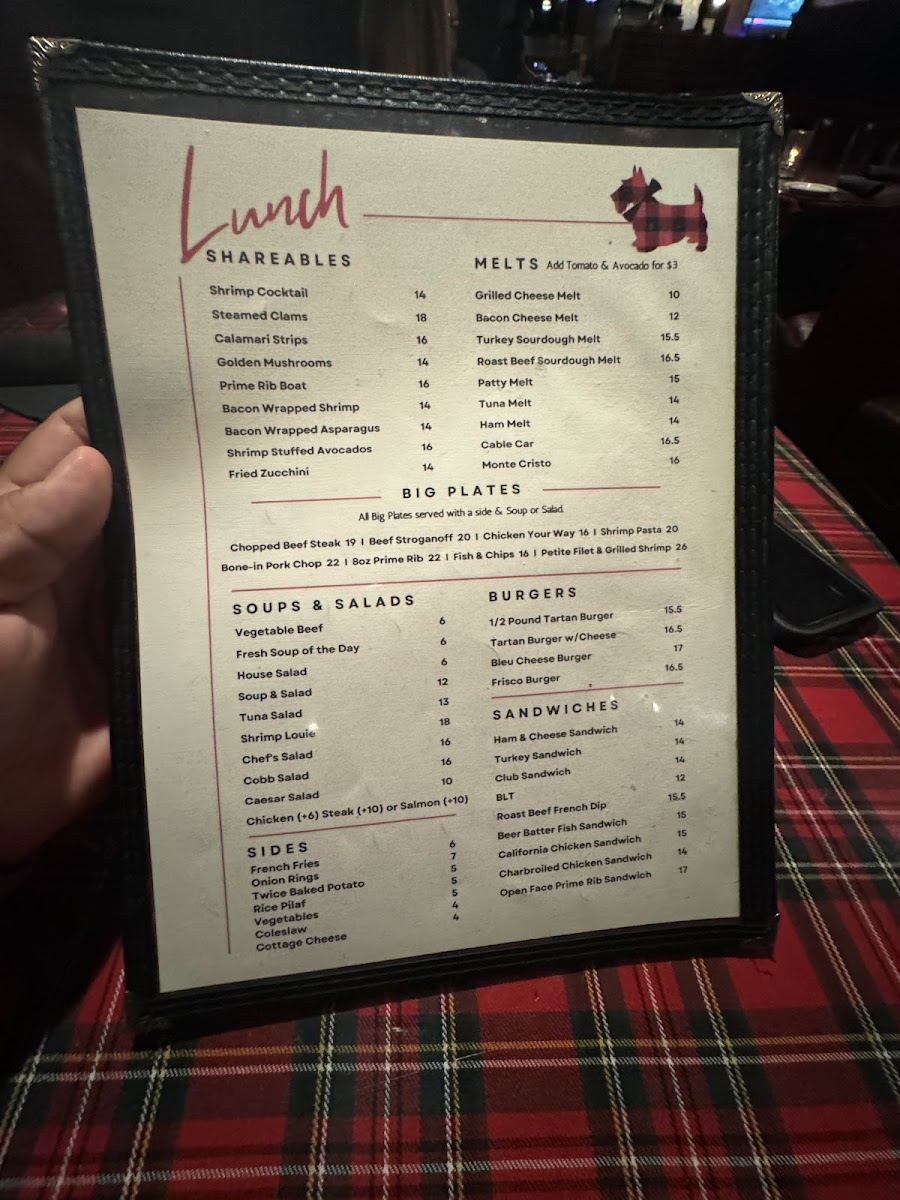 Lunch
SHAREABLES
Shrimp Cocktail 14
Steamed Clams 18
Calamari Strips 16
Golden Mushrooms 14
Prime Rib Boat 16
Bacon Wrapped Shrimp 14
Bacon Wrapped Asparagus 14
Shrimp Stuffed Avocados 16
Fried Zucchini 14
MELTS Add Tomato & Avocado for $3
Grilled Cheese Melt 10
Bacon Cheese Melt 12
Turkey Sourdough Melt 15.5
Roast Beef Sourdough Melt 16.5
Patty Melt 15
Tuna Melt 14
Ham Melt 14
Cable Car 16.5
Monte Cristo 16
BIG PLATES
All Big Plates served with a side & Soup or Salad
Chopped Beef Steak 19 I Beef Stroganoff 20 I Chicken Your Way 16 I Shrimp Pasta 20
Bone-in Pork Chop 22 I 8oz Prime Rib 22 I Fish & Chips 16 I Petite Filet & Grilled Shrimp 26
SOUPS & SALADS
Vegetable Beef 6
Fresh Soup of the Day 6
House Salad 6
Soup & Salad 12
Tuna Salad 13
Shrimp Louie 18
Chef's Salad 16
Cobb Salad 16
Caesar Salad 10
Chicken (+6) Steak (+10) or Salmon (+10)
SIDES
French Fries 6
Onion Rings 7
Twice Baked Potato 5
Rice Pilaf 5
Vegetables 5
Coleslaw 4
Cottage Cheese 4
BURGERS
1/2 Pound Tartan Burger 15.5
Tartan Burger w/Cheese 16.5
Bleu Cheese Burger 17
Frisco Burger 16.5
SANDWICHES
Ham & Cheese Sandwich 14
Turkey Sandwich 14
Club Sandwich 14
BLT 12
Roast Beef French Dip 15.5
Beer Batter Fish Sandwich 15
California Chicken Sandwich 15
Charbroiled Chicken Sandwich 14
Open Face Prime Rib Sandwich 17